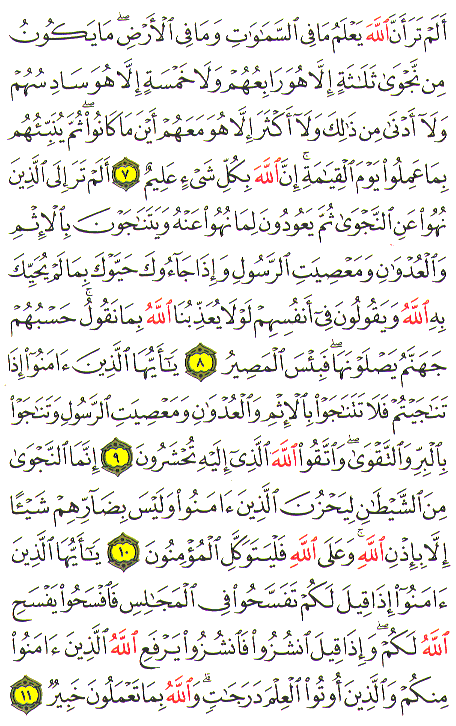 أَلَمۡ تَرَ أَنَّ ٱللَّهَ يَعۡلَمُ مَا فِي ٱلسَّمَٰوَٰتِ وَمَا فِي ٱلۡأَرۡضِۖ مَا يَكُونُ
مِن نَّجۡوَىٰ ثَلَٰثَةٍ إِلَّا هُوَ رَابِعُهُمۡ وَلَا خَمۡسَةٍ إِلَّا هُوَ سَادِسُهُمۡ
وَلَآ أَدۡنَىٰ مِن ذَٰلِكَ وَلَآ أَكۡثَرَ إِلَّا هُوَ مَعَهُمۡ أَيۡنَ مَا كَانُواْۖ ثُمَّ يُنَبِّئُهُم
بِمَا عَمِلُواْ يَوۡمَ ٱلۡقِيَٰمَةِۚ إِنَّ ٱللَّهَ بِكُلِّ شَيۡءٍ عَلِيمٌ ٧ أَلَمۡ تَرَ إِلَى ٱلَّذِينَ
نُهُواْ عَنِ ٱلنَّجۡوَىٰ ثُمَّ يَعُودُونَ لِمَا نُهُواْ عَنۡهُ وَيَتَنَٰجَوۡنَ بِٱلۡإِثۡمِ
وَٱلۡعُدۡوَٰنِ وَمَعۡصِيَتِ ٱلرَّسُولِ وَإِذَا جَآءُوكَ حَيَّوۡكَ بِمَا لَمۡ يُحَيِّكَ
بِهِ ٱللَّهُ وَيَقُولُونَ فِيٓ أَنفُسِهِمۡ لَوۡلَا يُعَذِّبُنَا ٱللَّهُ بِمَا نَقُولُۚ حَسۡبُهُمۡ
جَهَنَّمُ يَصۡلَوۡنَهَاۖ فَبِئۡسَ ٱلۡمَصِيرُ ٨ يَٰٓأَيُّهَا ٱلَّذِينَ ءَامَنُوٓاْ إِذَا
تَنَٰجَيۡتُمۡ فَلَا تَتَنَٰجَوۡاْ بِٱلۡإِثۡمِ وَٱلۡعُدۡوَٰنِ وَمَعۡصِيَتِ ٱلرَّسُولِ وَتَنَٰجَوۡاْ
بِٱلۡبِرِّ وَٱلتَّقۡوَىٰۖ وَٱتَّقُواْ ٱللَّهَ ٱلَّذِيٓ إِلَيۡهِ تُحۡشَرُونَ ٩ إِنَّمَا ٱلنَّجۡوَىٰ
مِنَ ٱلشَّيۡطَٰنِ لِيَحۡزُنَ ٱلَّذِينَ ءَامَنُواْ وَلَيۡسَ بِضَآرِّهِمۡ شَيۡـًٔا
إِلَّا بِإِذۡنِ ٱللَّهِۚ وَعَلَى ٱللَّهِ فَلۡيَتَوَكَّلِ ٱلۡمُؤۡمِنُونَ ١٠ يَٰٓأَيُّهَا ٱلَّذِينَ
ءَامَنُوٓاْ إِذَا قِيلَ لَكُمۡ تَفَسَّحُواْ فِي ٱلۡمَجَٰلِسِ فَٱفۡسَحُواْ يَفۡسَحِ
ٱللَّهُ لَكُمۡۖ وَإِذَا قِيلَ ٱنشُزُواْ فَٱنشُزُواْ يَرۡفَعِ ٱللَّهُ ٱلَّذِينَ ءَامَنُواْ
مِنكُمۡ وَٱلَّذِينَ أُوتُواْ ٱلۡعِلۡمَ دَرَجَٰتٖۚ وَٱللَّهُ بِمَا تَعۡمَلُونَ خَبِيرٞ ١١